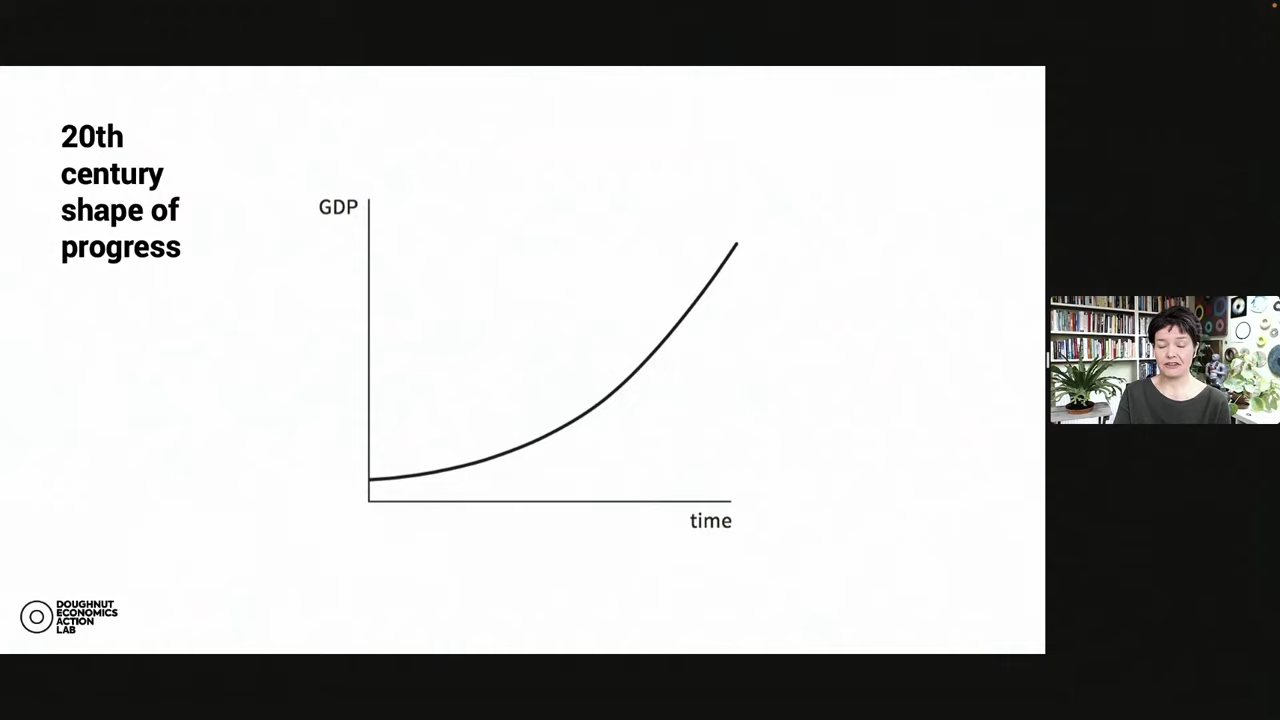 20th
century
shape of
progress
GDP
time
DOUGHNUT
ECONOMICS
ACTION
LAB